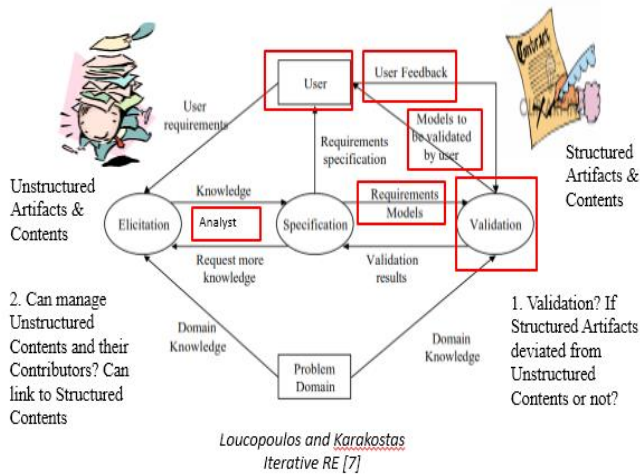 Contract
User
User Feedback
User
requirements
Models to
be validated
by user
Requirements
specification
Structured
Artifacts &
Contents
Unstructured
Artifacts &
Contents
Knowledge
Requirements
Models
Elicitation
Analyst
Specification
Validation
Request more
knowledge
Validation
results
2. Can manage
Unstructured
Contents and their
Contributors? Can
link to Structured
Contents
Domain
Knowledge
Domain
Knowledge
1. Validation? If
Structured Artifacts
deviated from
Unstructured
Contents or not?
Problem
Domain
Loucopoulos and Karakostas
Iterative RE [7]